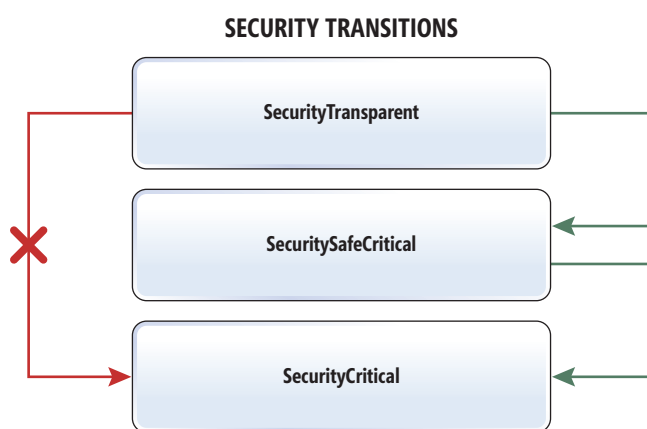 SECURITY TRANSITIONS
SecurityTransparent
SecuritySafeCritical
SecurityCritical